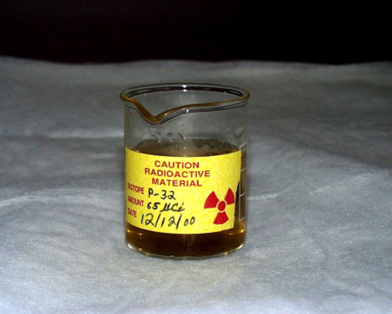 CAUTION
RADIOACTIVE
MATERIAL
ISOTOPE P-32
AMOUNT 65 µCi
DATE 12/12/00